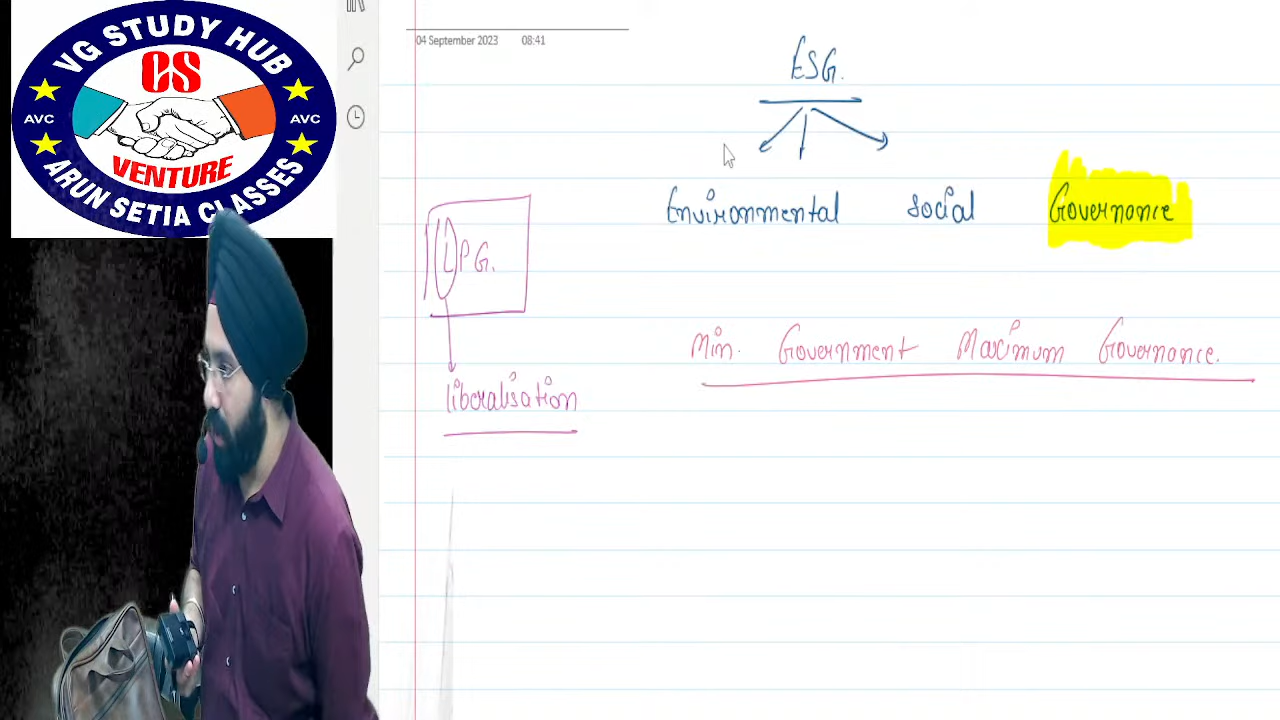 VG STUDY HUB
CS
AVC
AVC
VENTURE
ARUN SETIA CLASSES
04 September 2023 08:41
ESG.
Environmental Social Governance
LPG.
Min. Government Maximum Governance.
liberalisation